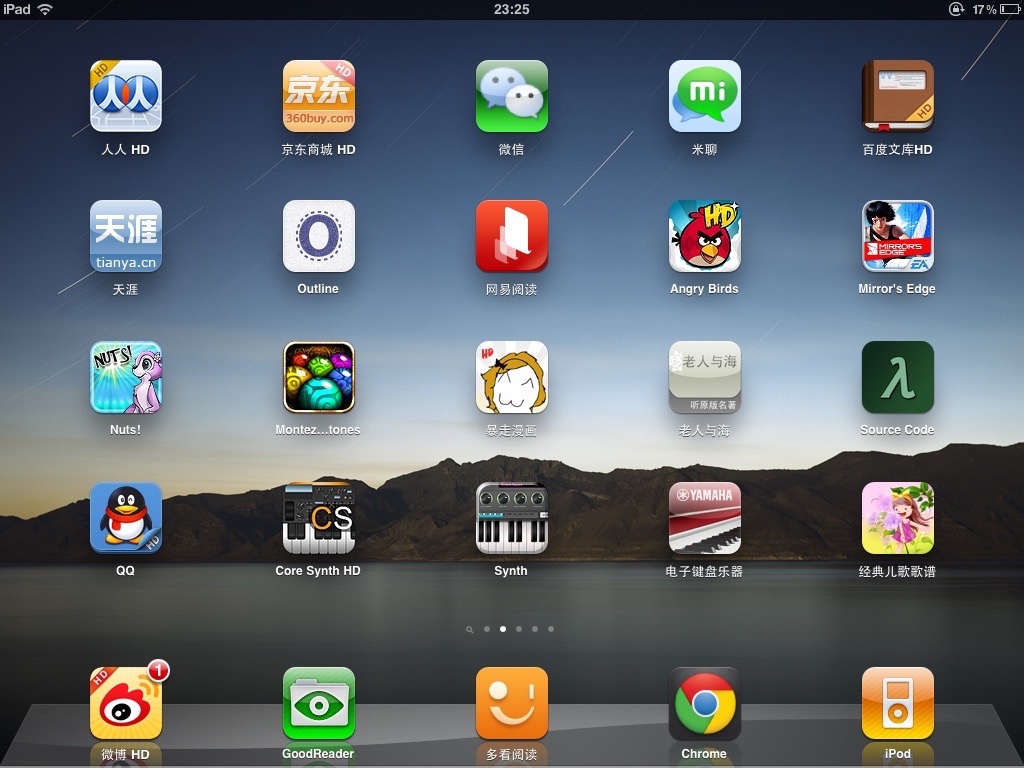 iPad 23:25 17%
HD 京东 HD 360buy.com mi HD
人人 HD 京东商城 HD 微信 米聊 百度文库HD
天涯 tianya.cn O HD MIRROR'S EDGE EA
天涯 Outline 网易阅读 Angry Birds Mirror's Edge
NUTS! HD 老人与海 听原版名著 λ
Nuts! Montez...tones 暴走漫画 老人与海 Source Code
HD CS YAMAHA
QQ Core Synth HD Synth 电子键盘乐器 经典儿歌歌谱
HD 1
微博 HD GoodReader 多看阅读 Chrome iPod